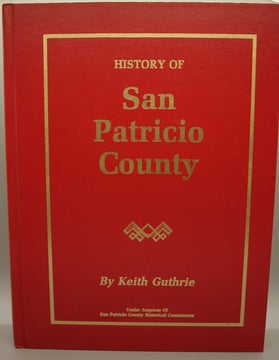 HISTORY OF
San
Patricio
County
By Keith Guthrie
Under Auspices Of
San Patricio County Historical Commission